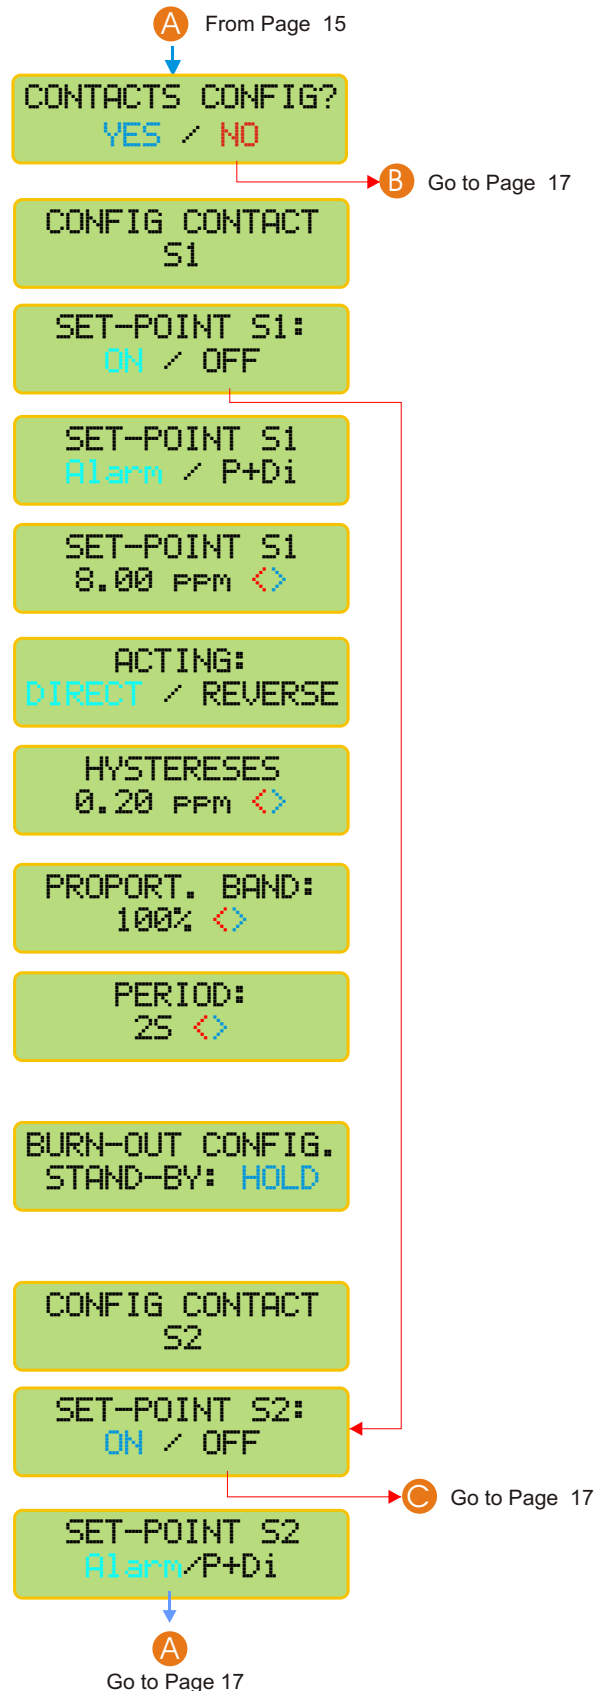 A From Page 15
CONTACTS CONFIG?
YES / NO
B Go to Page 17
CONFIG CONTACT
S1
SET-POINT S1:
ON / OFF
SET-POINT S1
Alarm / P+Di
SET-POINT S1
8.00 ppm <>
ACTING:
DIRECT / REVERSE
HYSTERESES
0.20 ppm <>
PROPORT. BAND:
100% <>
PERIOD:
2S <>
BURN-OUT CONFIG.
STAND-BY: HOLD
CONFIG CONTACT
S2
SET-POINT S2:
ON / OFF
C Go to Page 17
SET-POINT S2
Alarm/P+Di
A
Go to Page 17